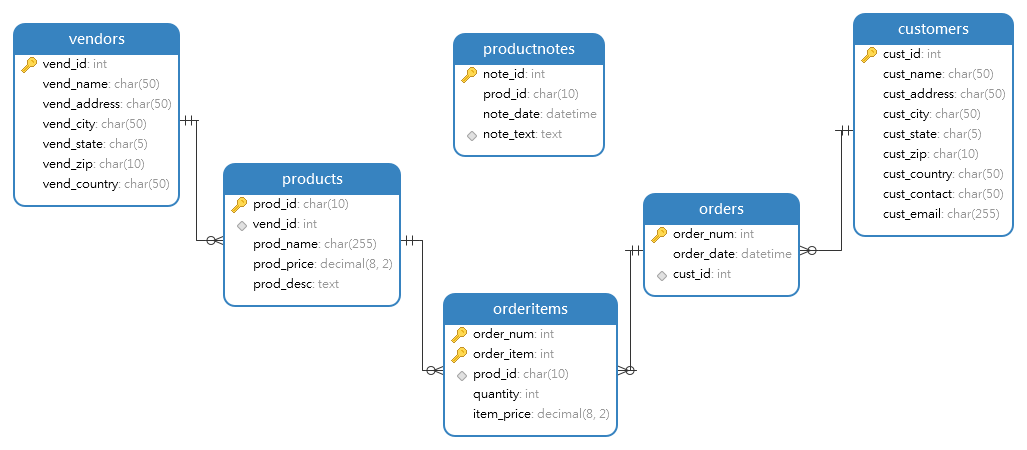 vendors
vend_id: int
vend_name: char(50)
vend_address: char(50)
vend_city: char(50)
vend_state: char(5)
vend_zip: char(10)
vend_country: char(50)
products
prod_id: char(10)
vend_id: int
prod_name: char(255)
prod_price: decimal(8, 2)
prod_desc: text
productnotes
note_id: int
prod_id: char(10)
note_date: datetime
note_text: text
orderitems
order_num: int
order_item: int
prod_id: char(10)
quantity: int
item_price: decimal(8, 2)
orders
order_num: int
order_date: datetime
cust_id: int
customers
cust_id: int
cust_name: char(50)
cust_address: char(50)
cust_city: char(50)
cust_state: char(5)
cust_zip: char(10)
cust_country: char(50)
cust_contact: char(50)
cust_email: char(255)